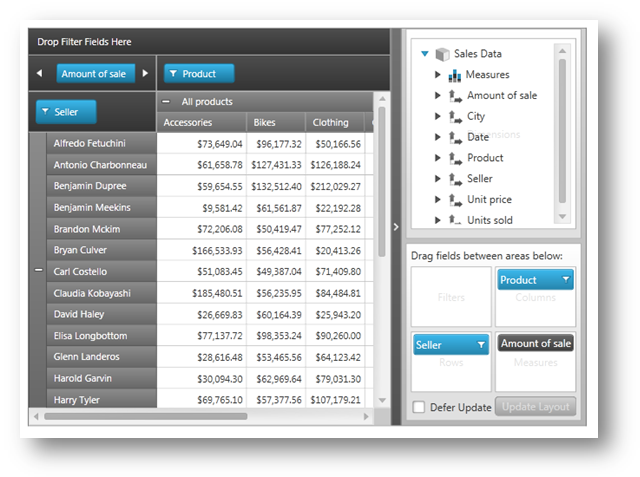 Drop Filter Fields Here
Amount of sale
Product
Seller
All products
Accessories Bikes Clothing
Alfredo Fetuchini $73,649.04 $96,177.32 $50,166.56
Antonio Charbonneau $61,658.78 $127,431.33 $126,188.24
Benjamin Dupree $59,654.55 $132,512.40 $212,029.27
Benjamin Meekins $9,581.42 $61,561.87 $22,192.28
Brandon Mckim $72,206.08 $50,419.47 $77,252.12
Bryan Culver $166,533.93 $56,428.41 $20,413.26
Carl Costello $51,083.45 $49,387.04 $71,409.80
Claudia Kobayashi $185,480.51 $56,235.95 $84,484.81
David Haley $26,669.83 $60,164.39 $25,943.20
Elisa Longbottom $77,137.72 $98,353.24 $90,260.00
Glenn Landeros $28,616.48 $53,465.56 $64,123.42
Harold Garvin $30,094.30 $62,969.64 $79,031.30
Harry Tyler $69,765.10 $57,377.56 $107,179.21
Sales Data
Measures
Amount of sale
City
Date
Product
Seller
Unit price
Units sold
Drag fields between areas below:
Filters
Product
Columns
Seller
Rows
Amount of sale
Measures
Defer Update Update Layout